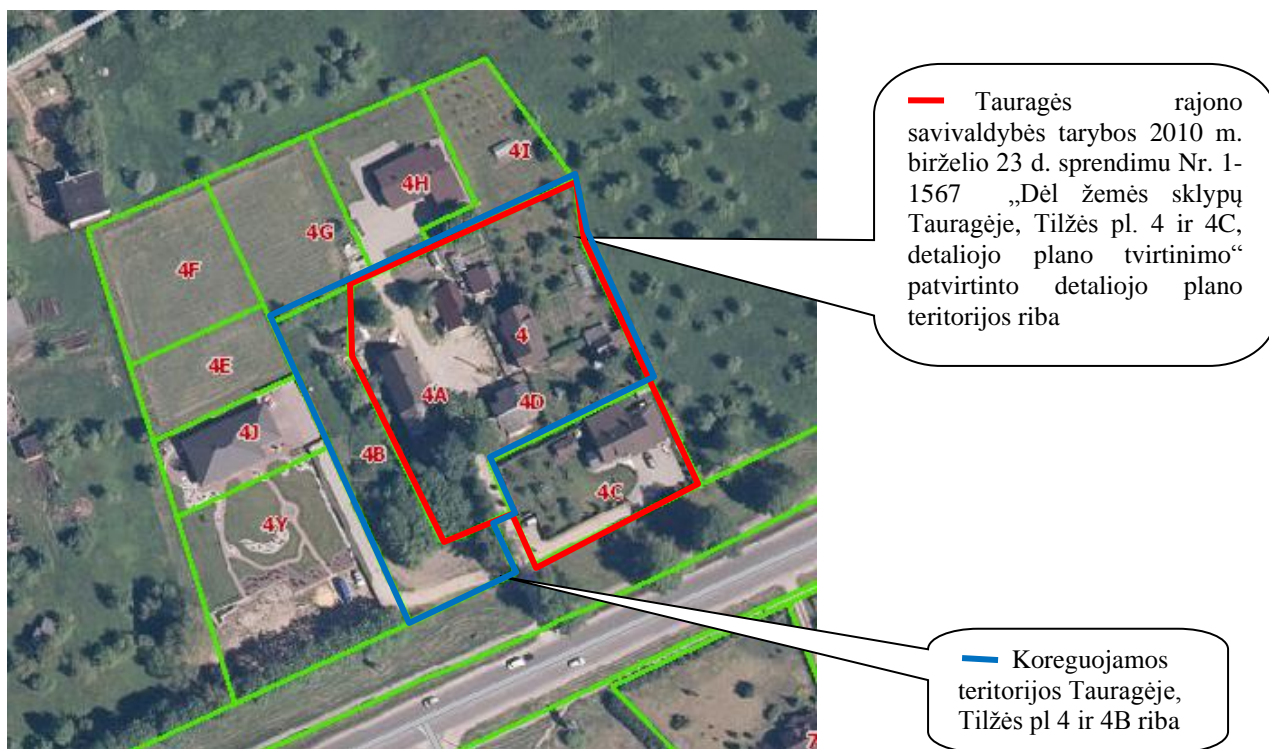 Tauragės rajono
savivaldybės tarybos 2010 m.
birželio 23 d. sprendimu Nr. 1-
1567 „Dėl žemės sklypų
Tauragėje, Tilžės pl. 4 ir 4C,
detaliojo plano tvirtinimo“
patvirtinto detaliojo plano
teritorijos riba
4I
4H
4G
4F
4
4E
4A
4D
4J
4B
4C
4Y
Koreguojamos
teritorijos Tauragėje,
Tilžės pl 4 ir 4B riba
7